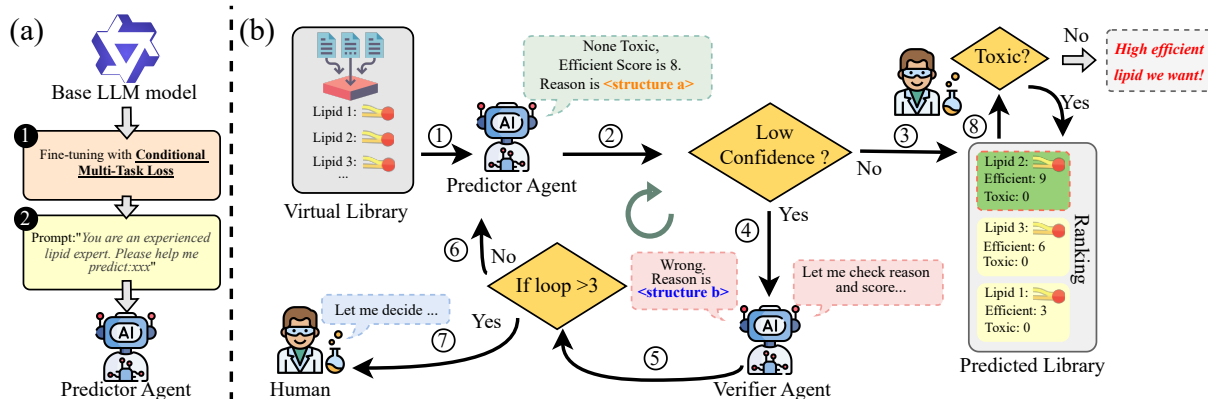 (a)
Base LLM model
1
Fine-tuning with Conditional
Multi-Task Loss
2
Prompt:"You are an experienced
lipid expert. Please help me
predict:xxx"
AI
Predictor Agent
(b)
Virtual Library
Lipid 1:
Lipid 2:
Lipid 3:
...
①
AI
Predictor Agent
None Toxic,
Efficient Score is 8.
Reason is <structure a>
②
Low
Confidence ?
No
③
Yes
④
Let me check reason
and score...
Wrong.
Reason is
<structure b>
AI
Verifier Agent
⑤
If loop >3
No
⑥
Yes
⑦
Let me decide ...
Human
Predicted Library
Ranking
Lipid 2:
Efficient: 9
Toxic: 0
Lipid 3:
Efficient: 6
Toxic: 0
Lipid 1:
Efficient: 3
Toxic: 0
⑧
Toxic?
Yes
No
High efficient
lipid we want!